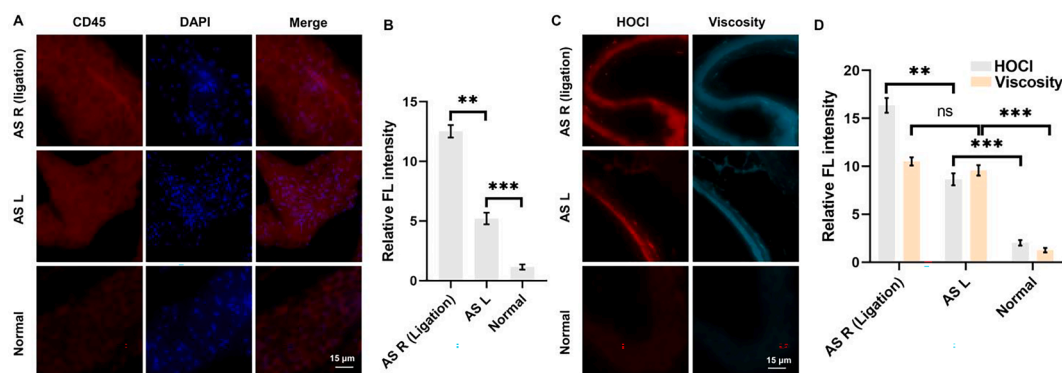 A
CD45
DAPI
Merge
AS R (ligation)
AS L
Normal
15 μm
B
Relative FL intensity
15
10
5
0
**
***
AS R (Ligation)
AS L
Normal
C
HOCl
Viscosity
AS R (ligation)
AS L
Normal
15 μm
D
HOCl
Viscosity
Relative FL intensity
20
15
10
5
0
**
ns
***
***
AS R (Ligation)
AS L
Normal